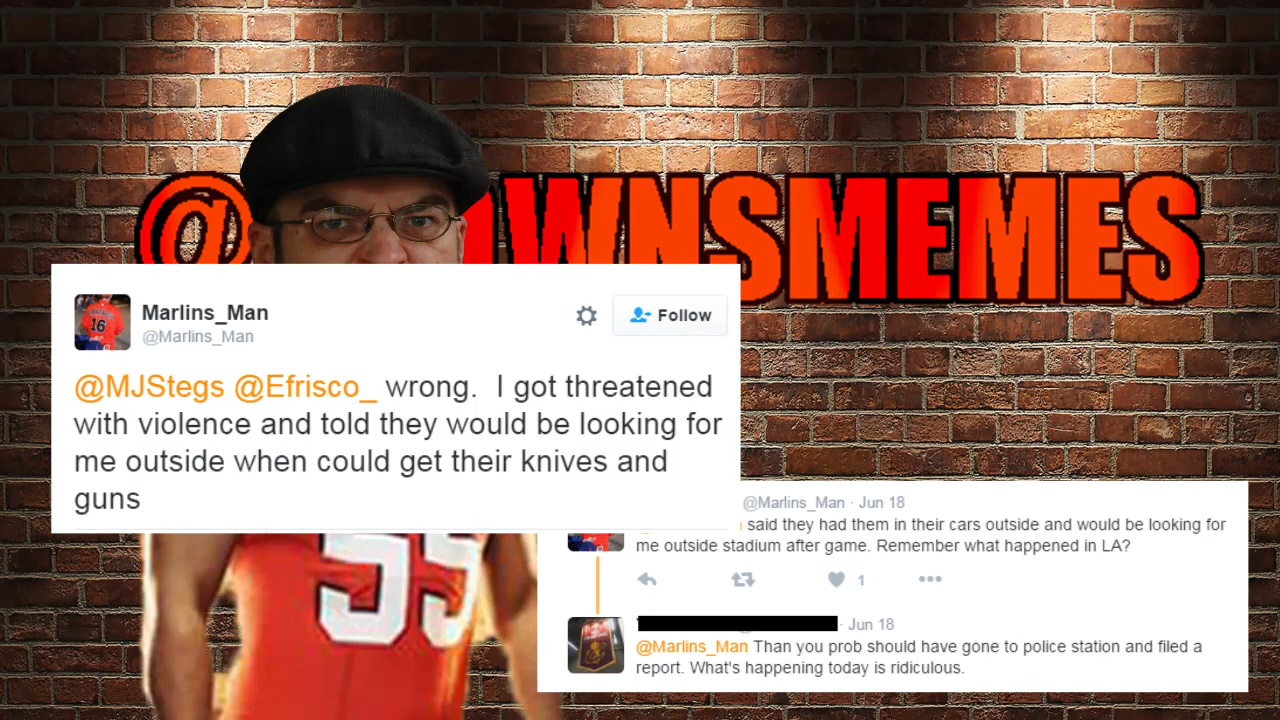 @ WNSMEMES
Marlins_Man
@Marlins_Man
Follow
@MJStegs @Efrisco_ wrong. I got threatened
with violence and told they would be looking for
me outside when could get their knives and
guns
16
@Marlins_Man · Jun 18
said they had them in their cars outside and would be looking for
me outside stadium after game. Remember what happened in LA?
1
· Jun 18
@Marlins_Man Than you prob should have gone to police station and filed a
report. What's happening today is ridiculous.
55